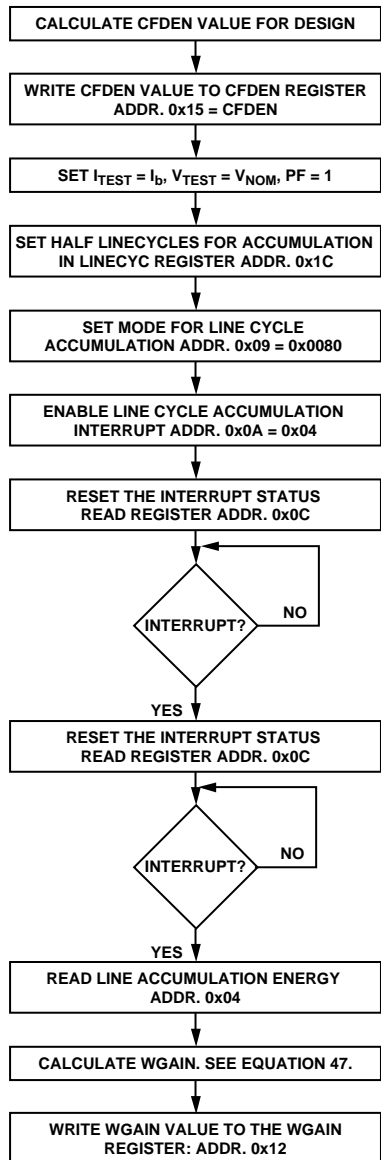 CALCULATE CFDEN VALUE FOR DESIGN
WRITE CFDEN VALUE TO CFDEN REGISTER
ADDR. 0x15 = CFDEN
SET I_TEST = I_b, V_TEST = V_NOM, PF = 1
SET HALF LINECYCLES FOR ACCUMULATION
IN LINECYC REGISTER ADDR. 0x1C
SET MODE FOR LINE CYCLE
ACCUMULATION ADDR. 0x09 = 0x0080
ENABLE LINE CYCLE ACCUMULATION
INTERRUPT ADDR. 0x0A = 0x04
RESET THE INTERRUPT STATUS
READ REGISTER ADDR. 0x0C
INTERRUPT?
NO
YES
RESET THE INTERRUPT STATUS
READ REGISTER ADDR. 0x0C
INTERRUPT?
NO
YES
READ LINE ACCUMULATION ENERGY
ADDR. 0x04
CALCULATE WGAIN. SEE EQUATION 47.
WRITE WGAIN VALUE TO THE WGAIN
REGISTER: ADDR. 0x12